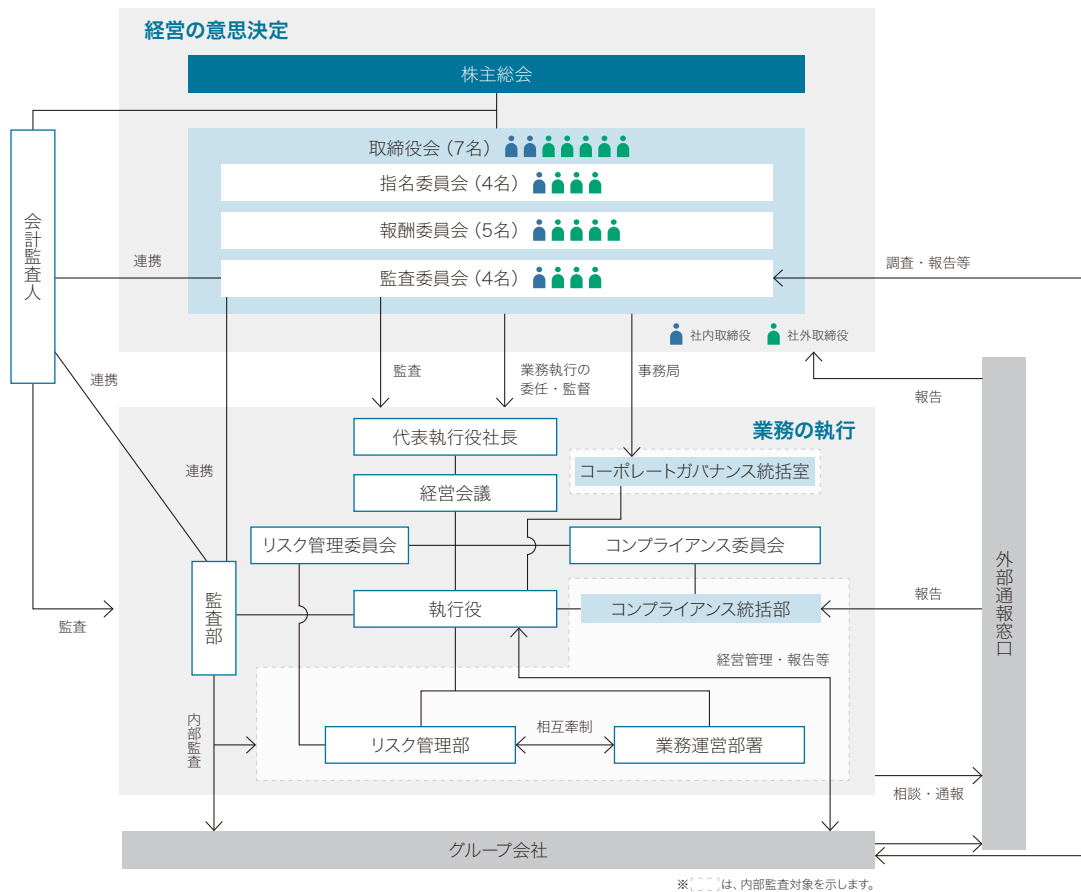 経営の意思決定
株主総会
取締役会（7名）
指名委員会（4名）
報酬委員会（5名）
監査委員会（4名）
社内取締役
社外取締役
会計監査人
連携
調査・報告等
連携
監査
業務執行の
委任・監督
事務局
報告
業務の執行
代表執行役社長
コーポレートガバナンス統括室
経営会議
連携
リスク管理委員会
コンプライアンス委員会
監査部
執行役
コンプライアンス統括部
報告
外部通報窓口
監査
経営管理・報告等
内部監査
リスク管理部
相互牽制
業務運営部署
相談・通報
グループ会社
※は、内部監査対象を示します。